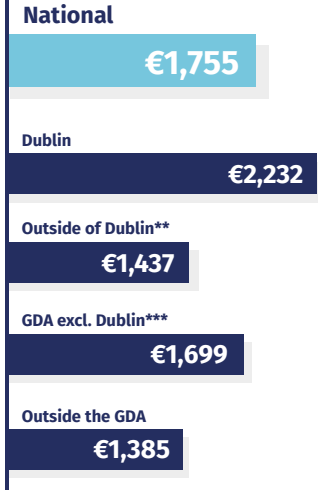 National
€1,755
Dublin
€2,232
Outside of Dublin**
€1,437
GDA excl. Dublin***
€1,699
Outside the GDA
€1,385